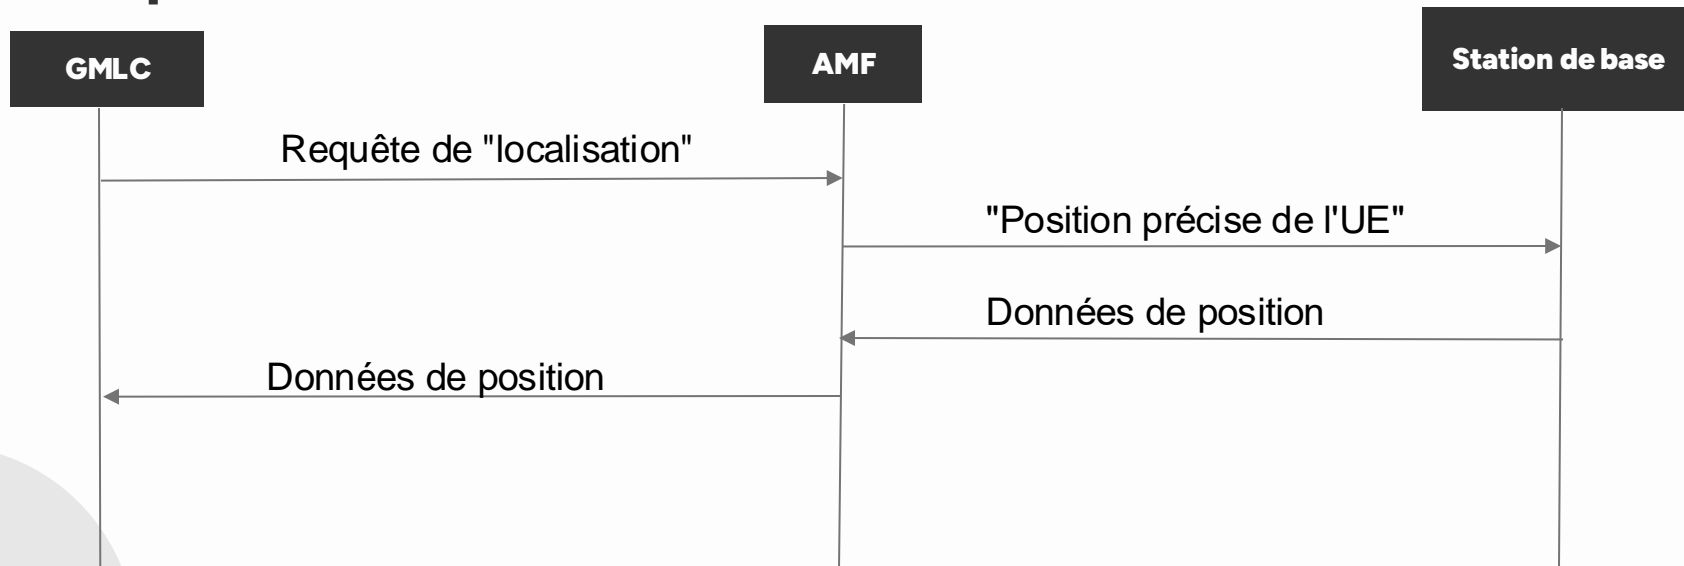 GMLC
AMF
Station de base
Requête de "localisation"
"Position précise de l'UE"
Données de position
Données de position